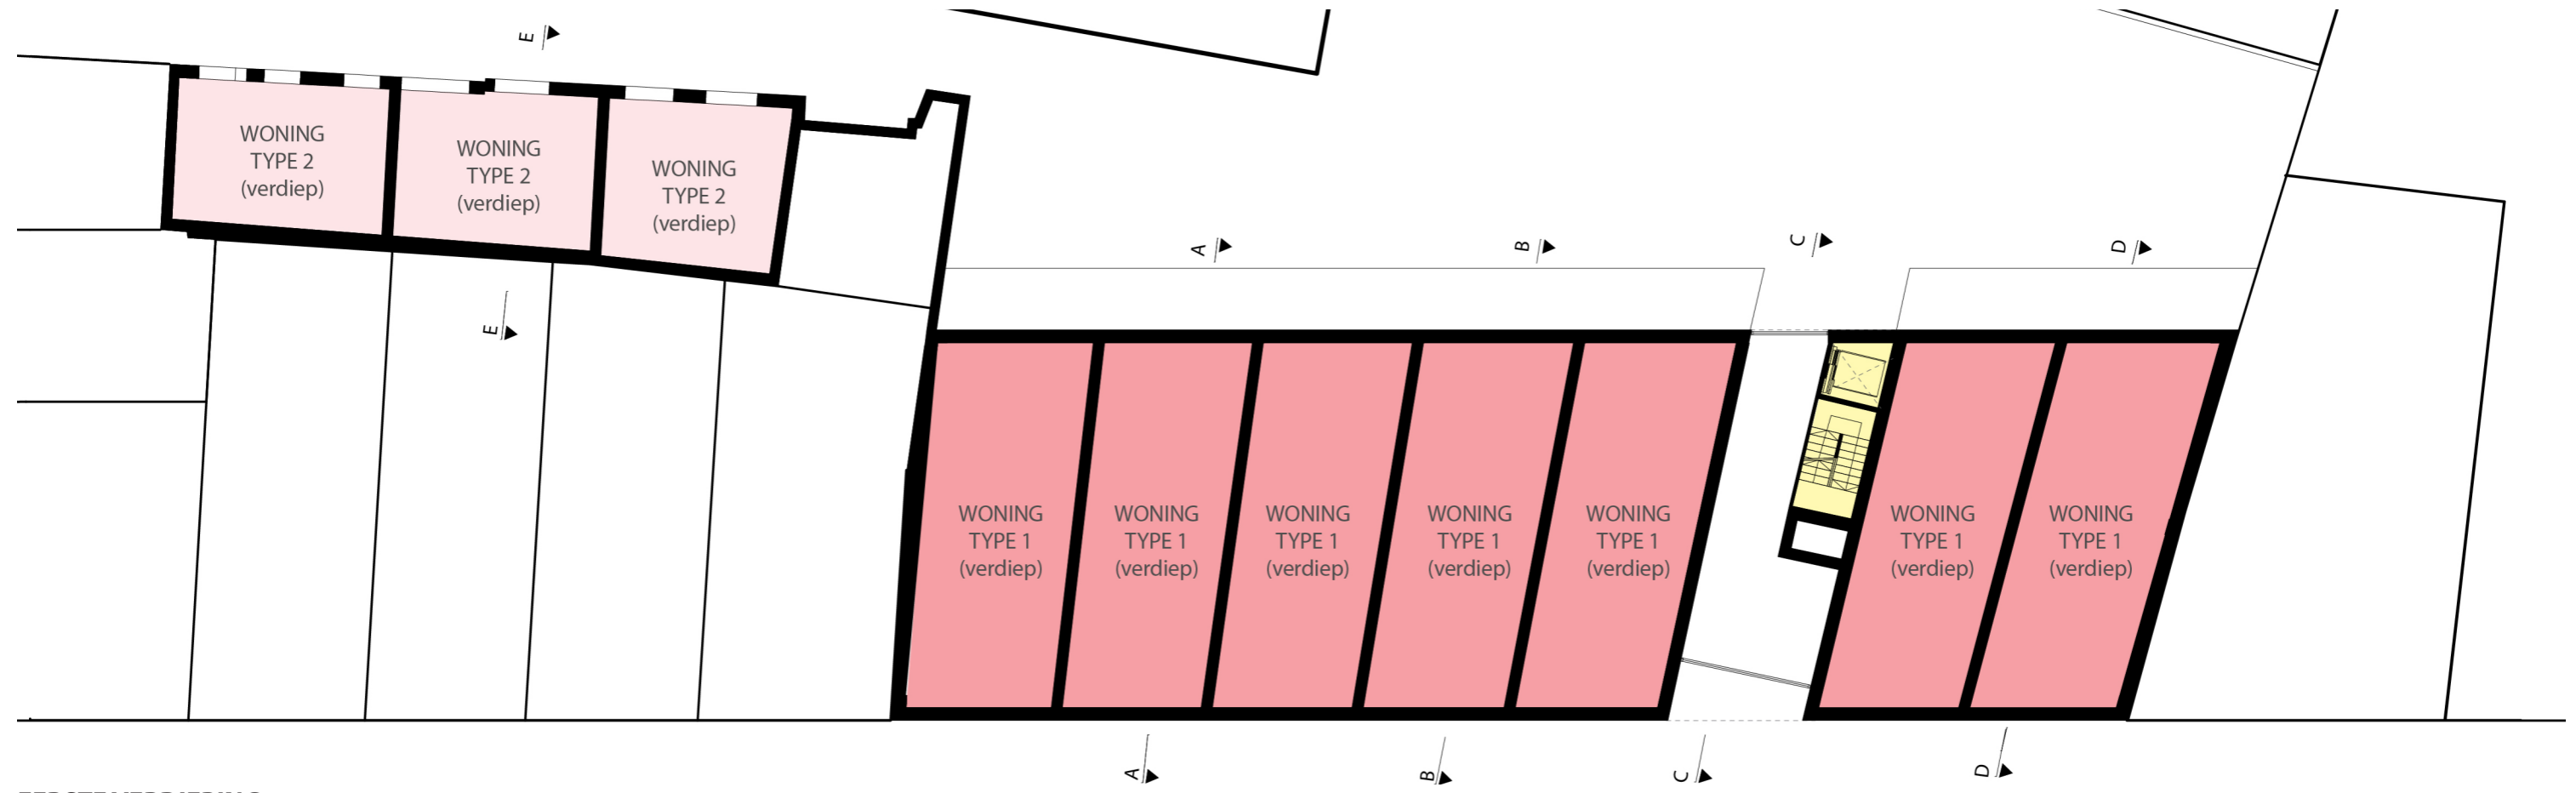 E
WONING
TYPE 2
(verdiep)
WONING
TYPE 2
(verdiep)
WONING
TYPE 2
(verdiep)
E
A
B
C
D
WONING
TYPE 1
(verdiep)
WONING
TYPE 1
(verdiep)
WONING
TYPE 1
(verdiep)
WONING
TYPE 1
(verdiep)
WONING
TYPE 1
(verdiep)
WONING
TYPE 1
(verdiep)
WONING
TYPE 1
(verdiep)
A
B
C
D